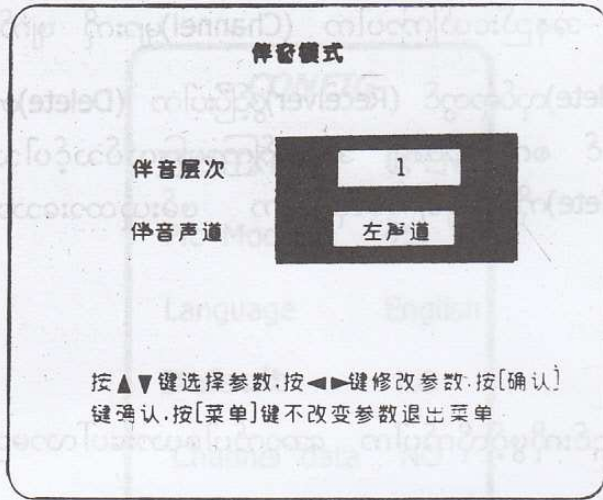 伴音模式
伴音层次 1
伴音声道 左声道
按▲▼键选择参数.按◄►键修改参数.按[确认]
键确认.按[菜单]键不改变参数退出菜单